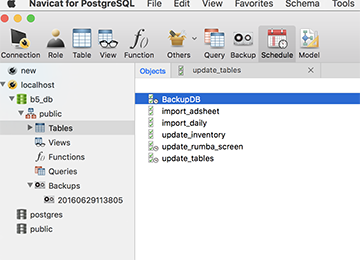 Navicat for PostgreSQL File Edit View Favorites Schema Tools
Connection Role Table View Function Others Query Backup Schedule Model
Objects update_tables
new
localhost
b5_db
public
Tables
Views
Functions
Queries
Backups
20160629113805
postgres
public
BackupDB
import_adsheet
import_daily
update_inventory
update_rumba_screen
update_tables